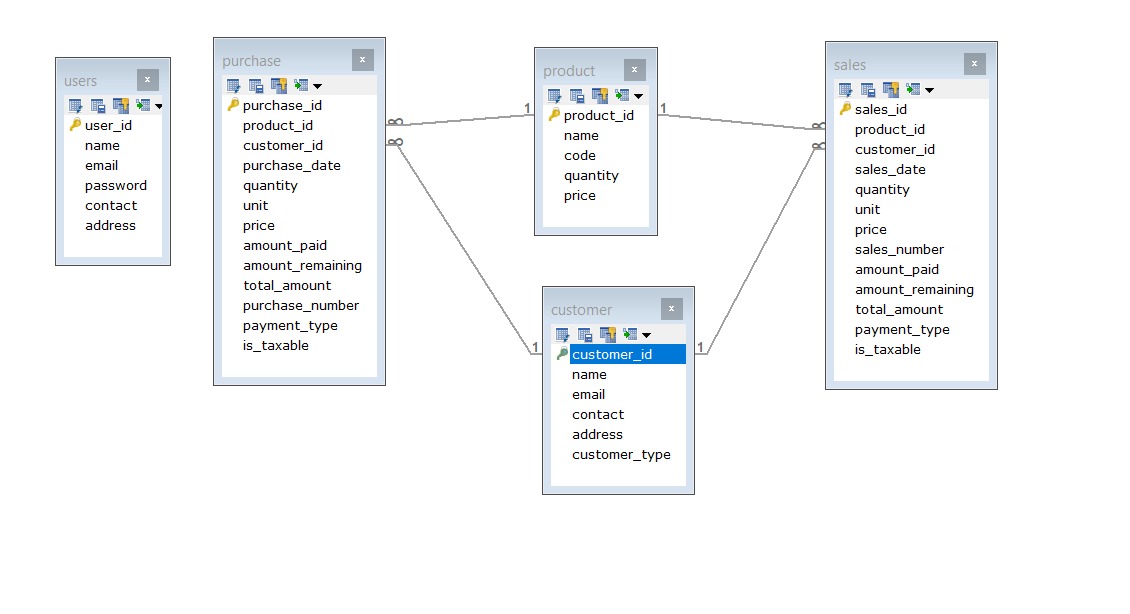 users
x
user_id
name
email
password
contact
address
purchase
x
purchase_id
product_id
customer_id
purchase_date
quantity
unit
price
amount_paid
amount_remaining
total_amount
purchase_number
payment_type
is_taxable
∞
∞
1
1
product
x
product_id
name
code
quantity
price
1
1
customer
x
customer_id
name
email
contact
address
customer_type
∞
∞
sales
x
sales_id
product_id
customer_id
sales_date
quantity
unit
price
sales_number
amount_paid
amount_remaining
total_amount
payment_type
is_taxable